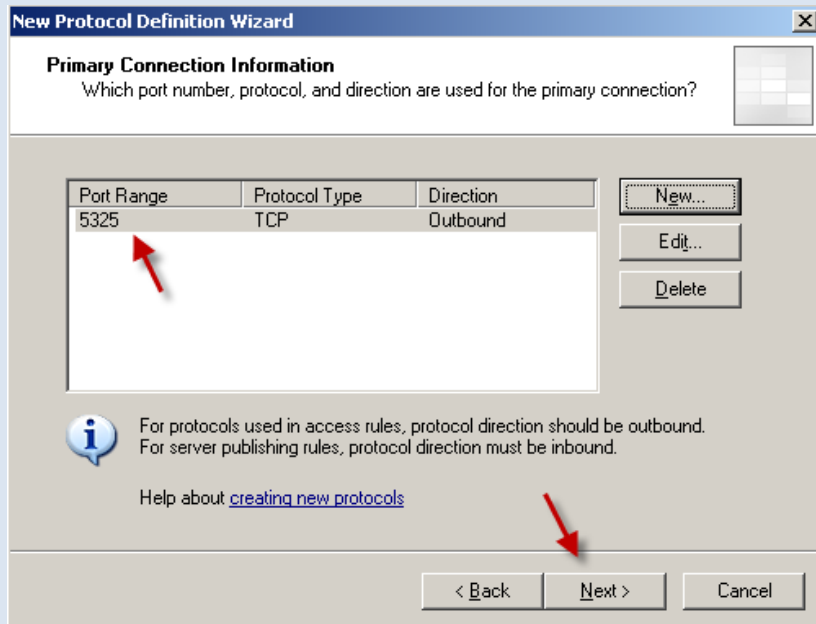 New Protocol Definition Wizard
Primary Connection Information
Which port number, protocol, and direction are used for the primary connection?
Port Range Protocol Type Direction
5325 TCP Outbound
New...
Edit...
Delete
For protocols used in access rules, protocol direction should be outbound.
For server publishing rules, protocol direction must be inbound.
Help about creating new protocols
< Back Next > Cancel